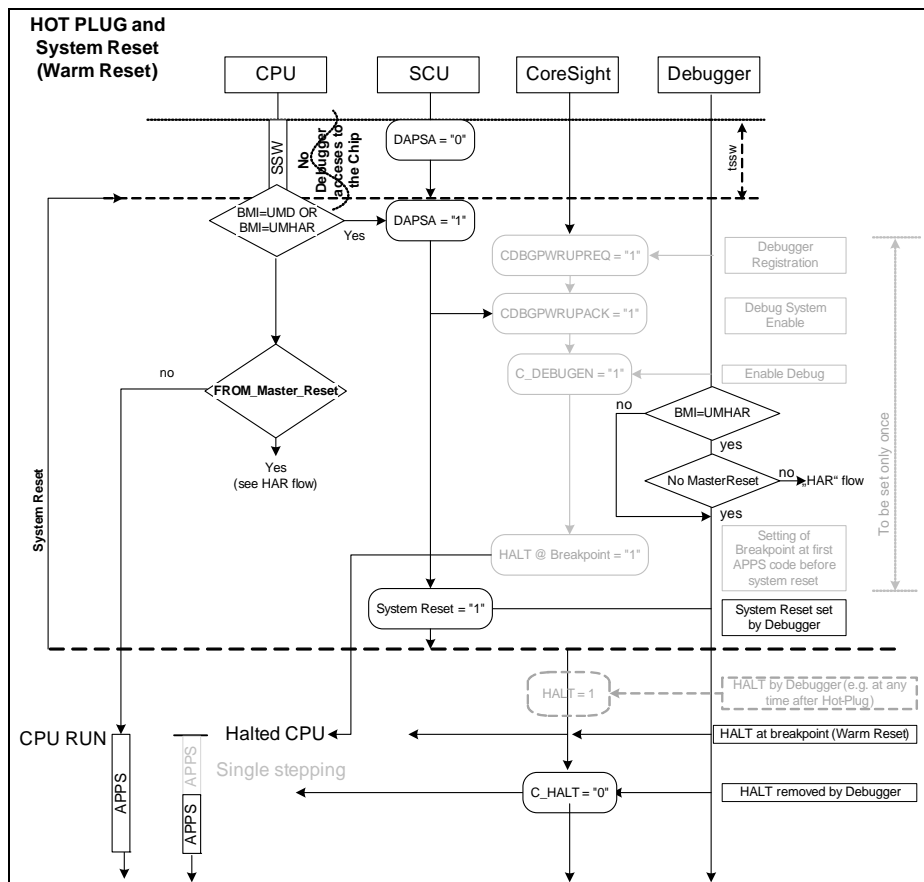 HOT PLUG and
System Reset
(Warm Reset)
CPU
SCU
CoreSight
Debugger
SSW
No
Debugger
acceses to
the Chip
DAPSA = "0"
tssw
BMI=UMD OR
BMI=UMHAR
Yes
DAPSA = "1"
CDBGPWRUPREQ = "1"
Debugger
Registration
CDBGPWRUPACK = "1"
Debug System
Enable
no
FROM_Master_Reset
C_DEBUGEN = "1"
Enable Debug
no
BMI=UMHAR
yes
Yes
(see HAR flow)
No MasterReset
no
„HAR“ flow
yes
To be set only once
System Reset
HALT @ Breakpoint = "1"
Setting of
Breakpoint at first
APPS code before
system reset
System Reset = "1"
System Reset set
by Debugger
HALT = 1
HALT by Debugger (e.g. at any
time after Hot-Plug)
CPU RUN
Halted CPU
HALT at breakpoint (Warm Reset)
APPS
APPS
Single stepping
APPS
C_HALT = "0"
HALT removed by Debugger